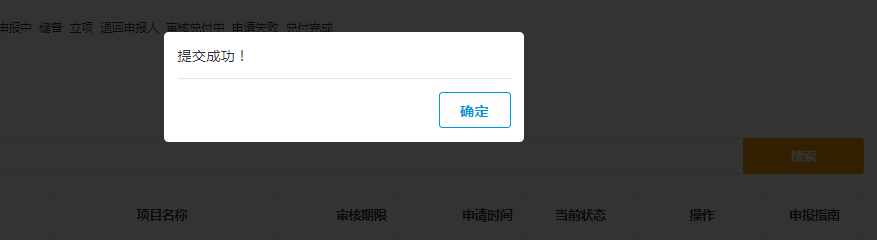 申报中 储备 立项 退回申报人 审核兑付中 申请失败 兑付完成
提交成功！
确定
搜索
项目名称 审核期限 申请时间 当前状态 操作 申报指南